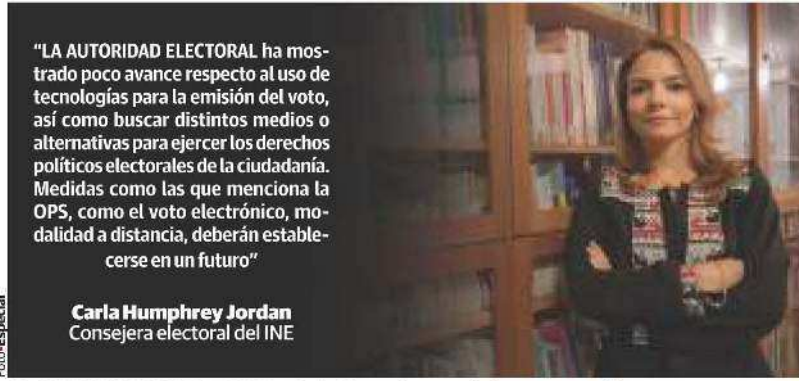 "LA AUTORIDAD ELECTORAL ha mos-
trado poco avance respecto al uso de
tecnologías para la emisión del voto,
así como buscar distintos medios o
alternativas para ejercer los derechos
políticos electorales de la ciudadanía.
Medidas como las que menciona la
OPS, como el voto electrónico, mo-
dalidad a distancia, deberán estable-
cerse en un futuro"
Carla Humphrey Jordan
Consejera electoral del INE
Foto•Especial